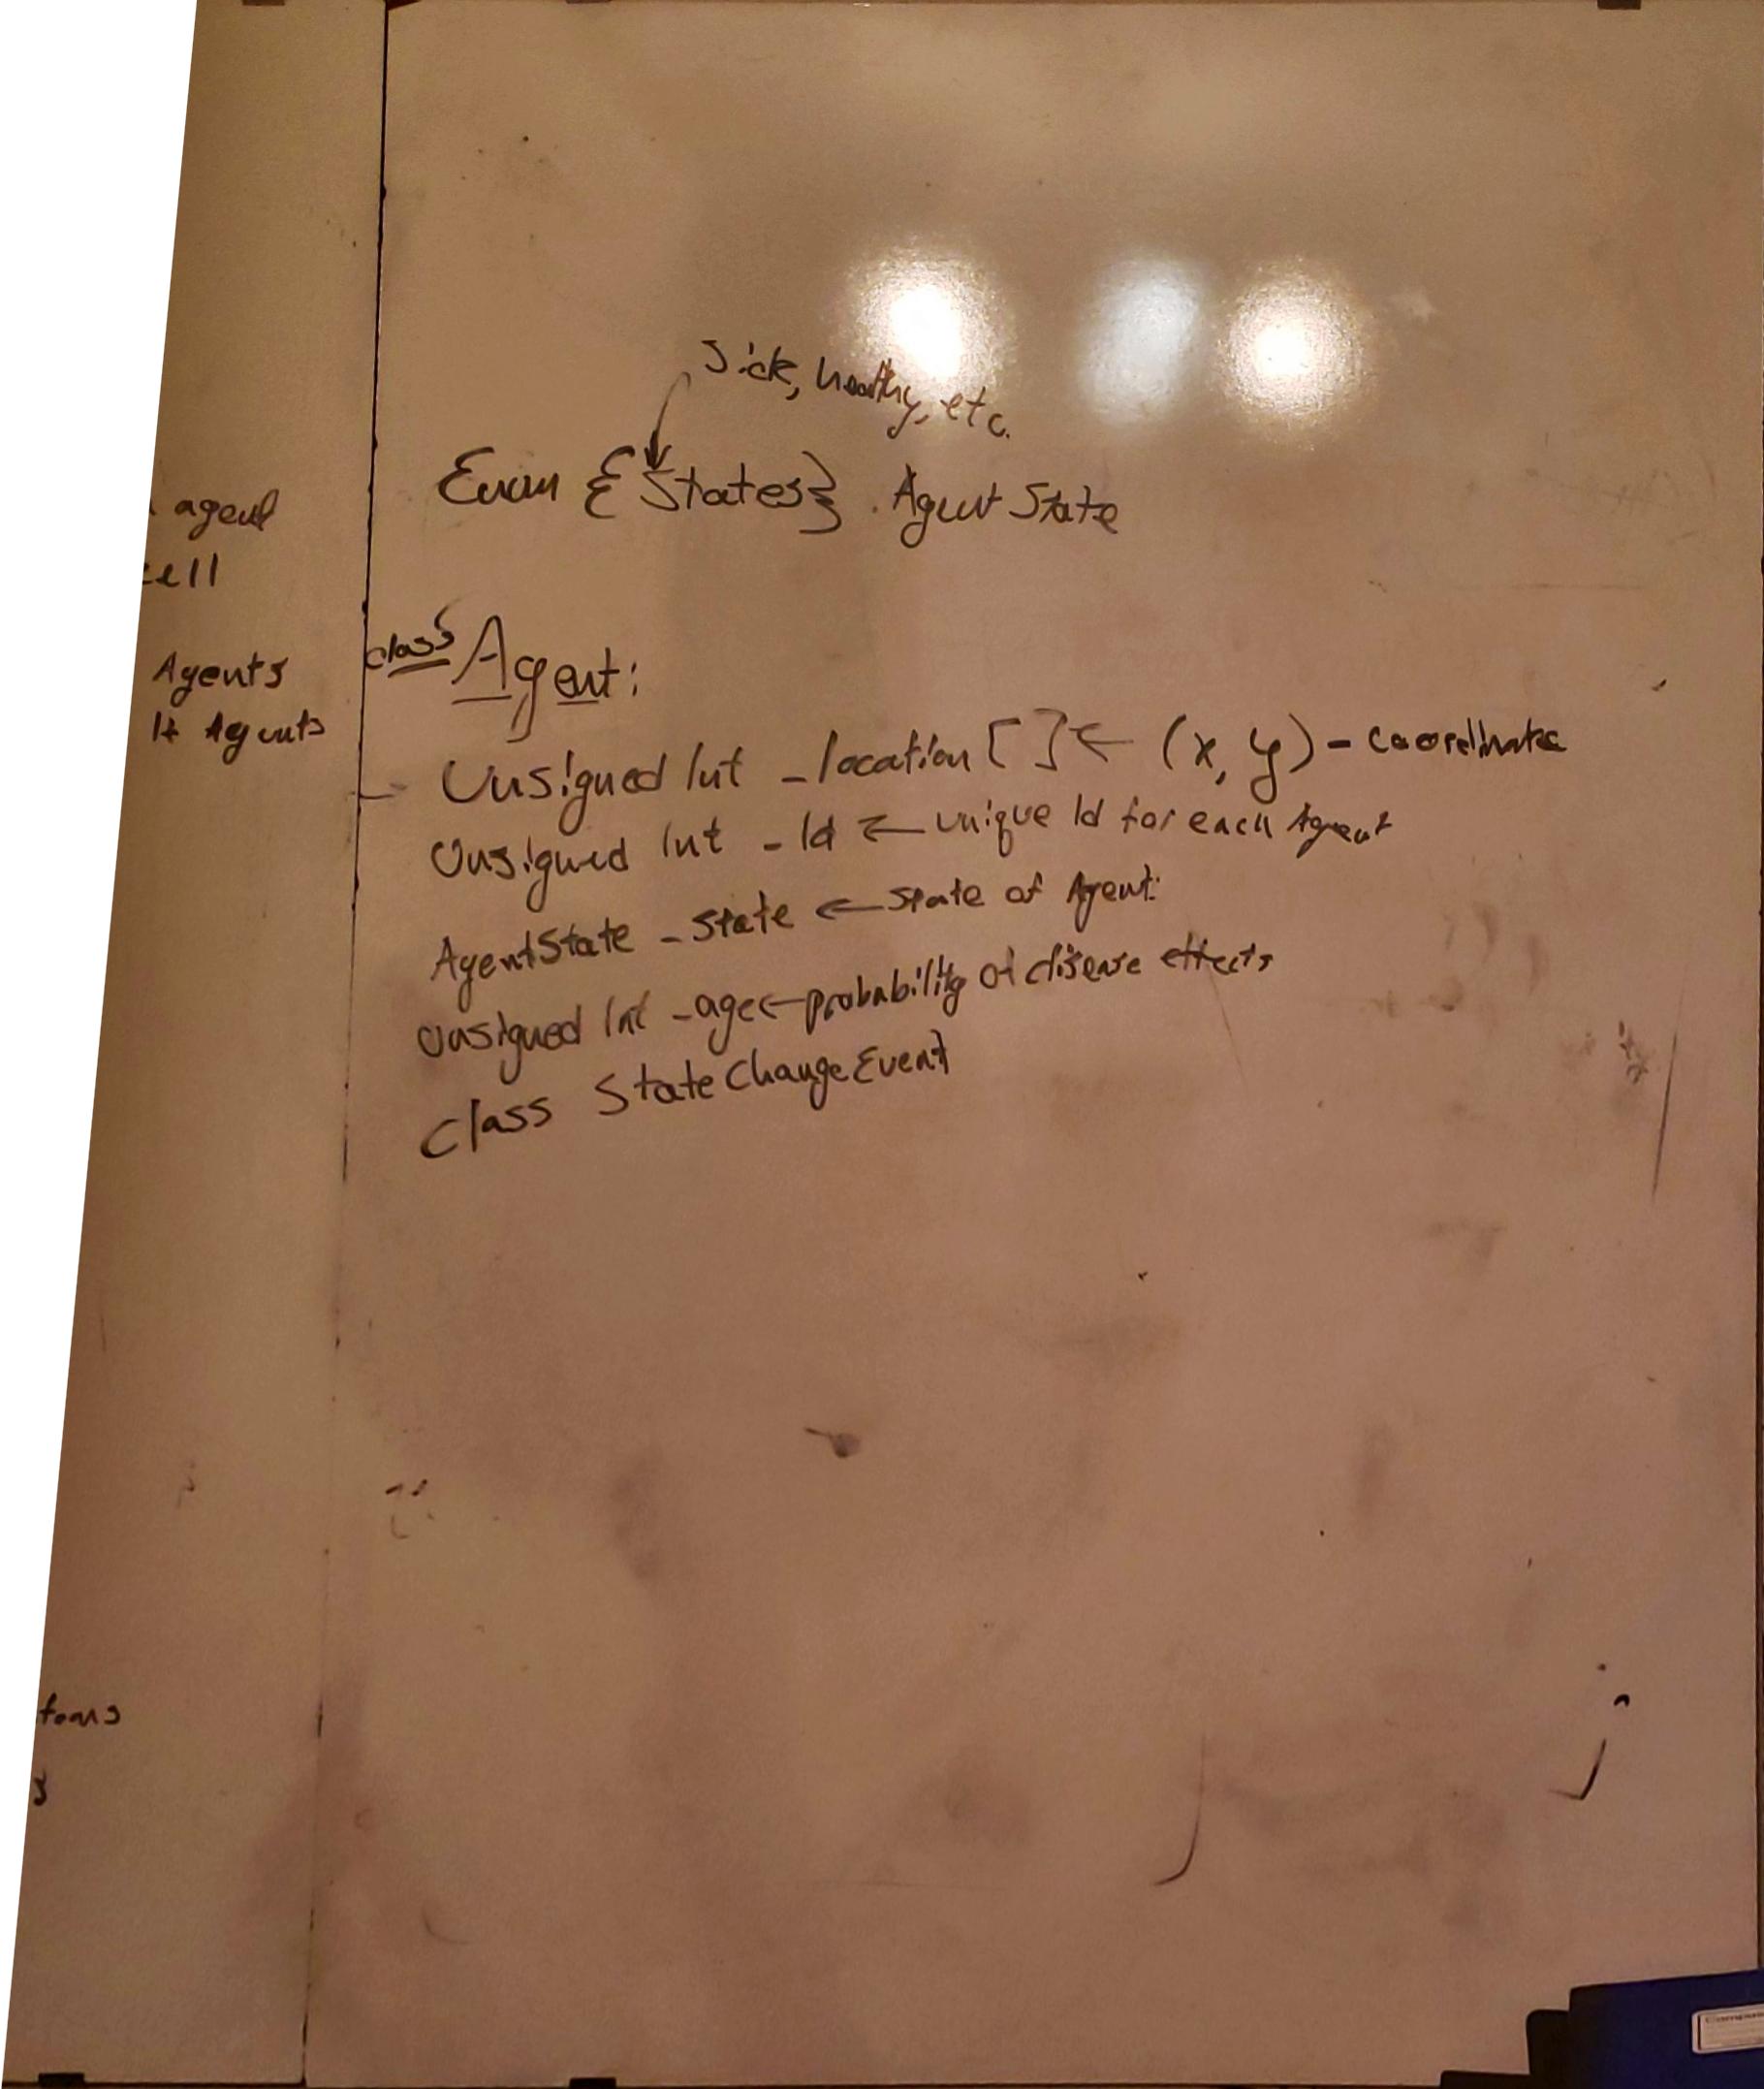 Sick, healthy, etc.
Enum {States} AgentState
class Agent:
Unsigned Int _location [ ] ← (x, y) - coordinate
Unsigned Int _Id ← unique Id for each Agent
AgentState _state ← state of Agent:
Unsigned Int _age ← probability of disease effects
Class StateChangeEvent
agent
cell
Agents
Agents